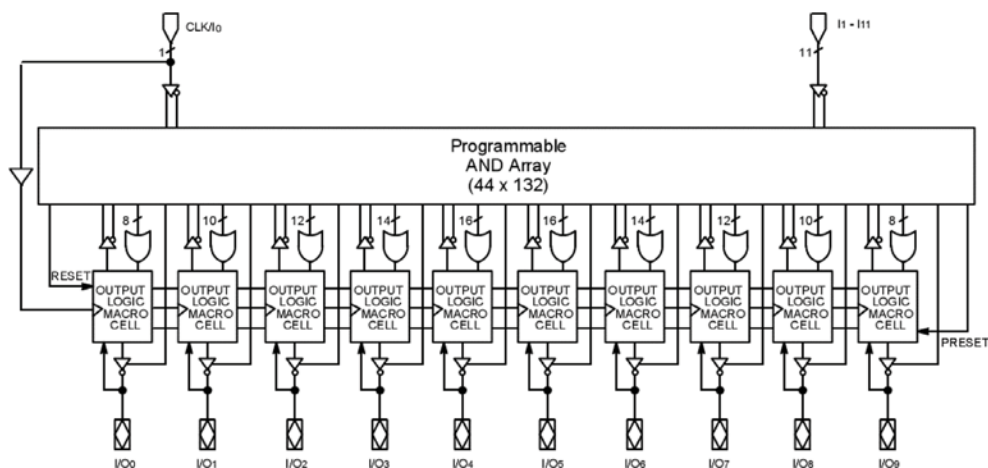 CLK/I0
I1 - I11
1
11
Programmable
AND Array
(44 x 132)
8
10
12
14
16
16
14
12
10
8
RESET
OUTPUT
LOGIC
MACRO
CELL
OUTPUT
LOGIC
MACRO
CELL
OUTPUT
LOGIC
MACRO
CELL
OUTPUT
LOGIC
MACRO
CELL
OUTPUT
LOGIC
MACRO
CELL
OUTPUT
LOGIC
MACRO
CELL
OUTPUT
LOGIC
MACRO
CELL
OUTPUT
LOGIC
MACRO
CELL
OUTPUT
LOGIC
MACRO
CELL
OUTPUT
LOGIC
MACRO
CELL
PRESET
I/O0
I/O1
I/O2
I/O3
I/O4
I/O5
I/O6
I/O7
I/O8
I/O9